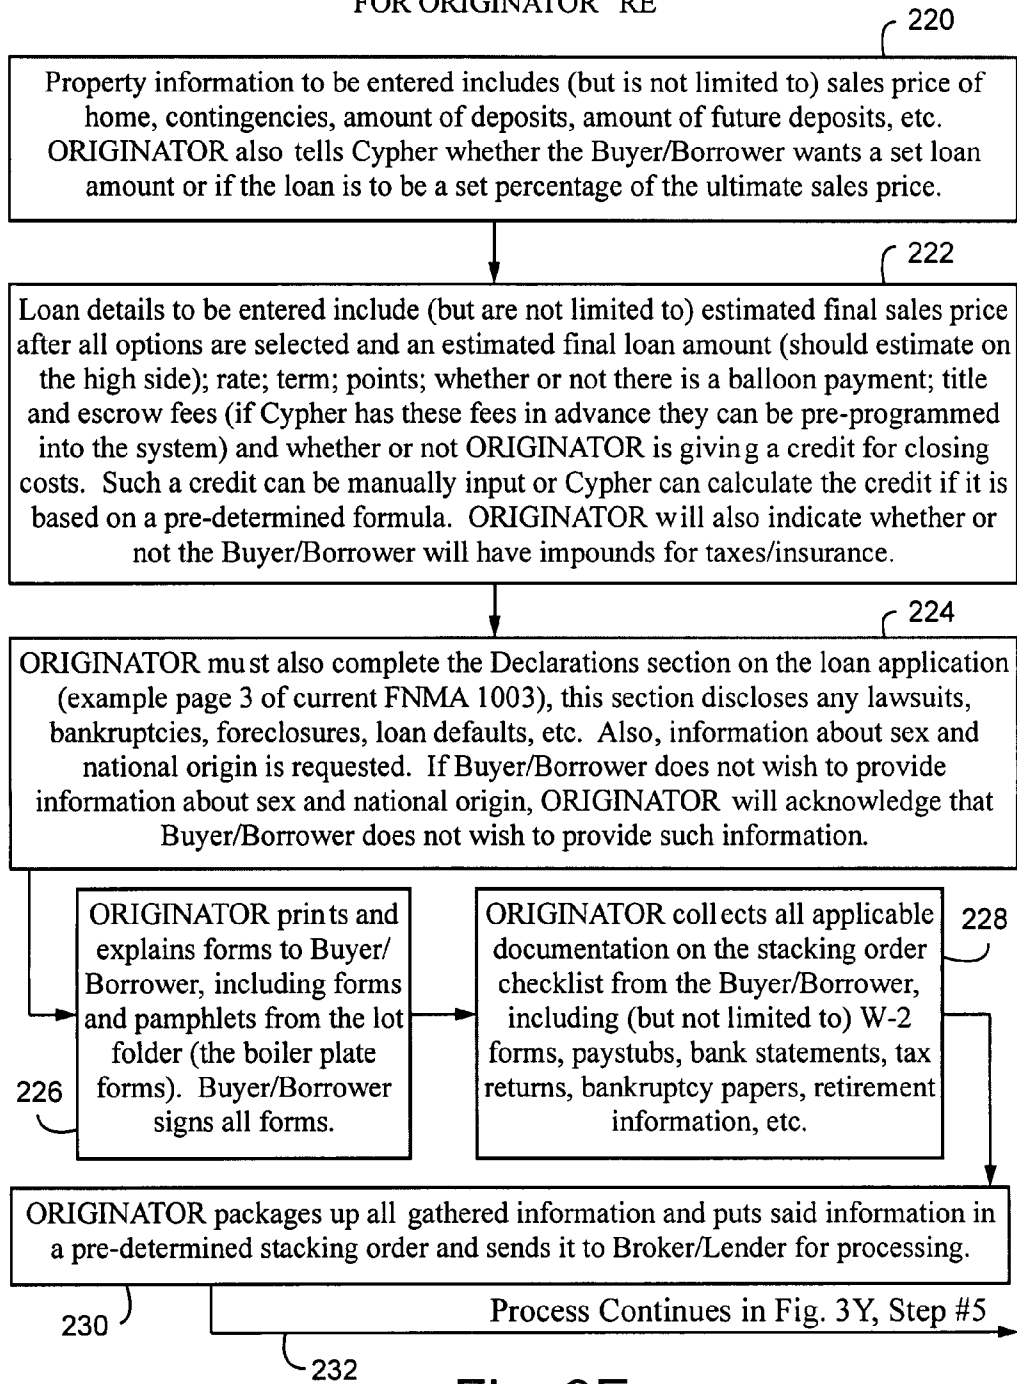 FOR ORIGINATOR RE
220
Property information to be entered includes (but is not limited to) sales price of
home, contingencies, amount of deposits, amount of future deposits, etc.
ORIGINATOR also tells Cypher whether the Buyer/Borrower wants a set loan
amount or if the loan is to be a set percentage of the ultimate sales price.
222
Loan details to be entered include (but are not limited to) estimated final sales price
after all options are selected and an estimated final loan amount (should estimate on
the high side); rate; term; points; whether or not there is a balloon payment; title
and escrow fees (if Cypher has these fees in advance they can be pre-programmed
into the system) and whether or not ORIGINATOR is giving a credit for closing
costs. Such a credit can be manually input or Cypher can calculate the credit if it is
based on a pre-determined formula. ORIGINATOR will also indicate whether or
not the Buyer/Borrower will have impounds for taxes/insurance.
224
ORIGINATOR must also complete the Declarations section on the loan application
(example page 3 of current FNMA 1003), this section discloses any lawsuits,
bankruptcies, foreclosures, loan defaults, etc. Also, information about sex and
national origin is requested. If Buyer/Borrower does not wish to provide
information about sex and national origin, ORIGINATOR will acknowledge that
Buyer/Borrower does not wish to provide such information.
ORIGINATOR prints and
explains forms to Buyer/
Borrower, including forms
and pamphlets from the lot
folder (the boiler plate
forms). Buyer/Borrower
signs all forms.
226
ORIGINATOR collects all applicable
documentation on the stacking order
checklist from the Buyer/Borrower,
including (but not limited to) W-2
forms, paystubs, bank statements, tax
returns, bankruptcy papers, retirement
information, etc.
228
ORIGINATOR packages up all gathered information and puts said information in
a pre-determined stacking order and sends it to Broker/Lender for processing.
230
Process Continues in Fig. 3Y, Step #5
232